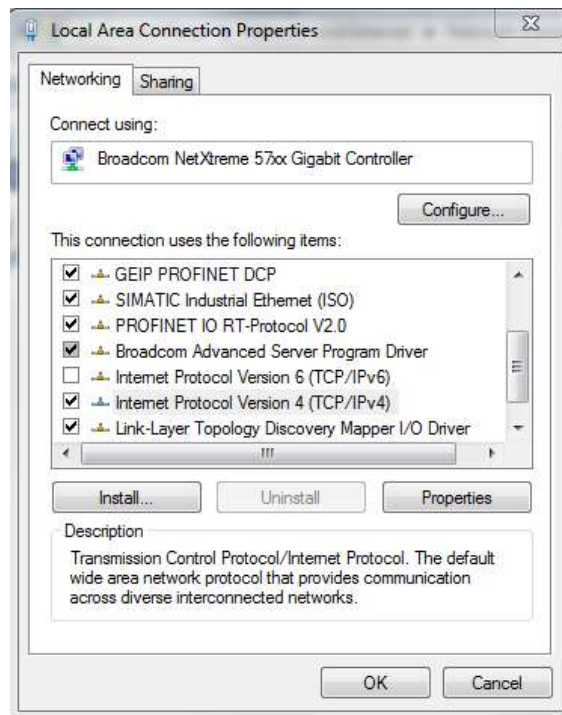 Local Area Connection Properties
Networking
Sharing
Connect using:
Broadcom NetXtreme 57xx Gigabit Controller
Configure...
This connection uses the following items:
GEIP PROFINET DCP
SIMATIC Industrial Ethernet (ISO)
PROFINET IO RT-Protocol V2.0
Broadcom Advanced Server Program Driver
Internet Protocol Version 6 (TCP/IPv6)
Internet Protocol Version 4 (TCP/IPv4)
Link-Layer Topology Discovery Mapper I/O Driver
Install...
Uninstall
Properties
Description
Transmission Control Protocol/Internet Protocol. The default
wide area network protocol that provides communication
across diverse interconnected networks.
OK
Cancel